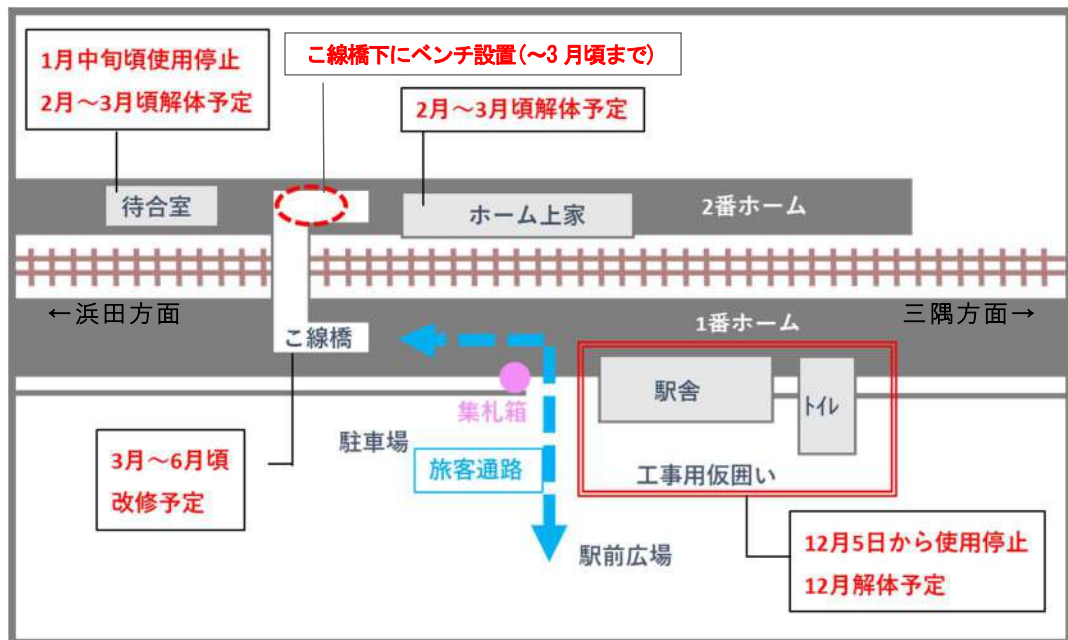 1月中旬頃使用停止
2月～3月頃解体予定
こ線橋下にベンチ設置(～3月頃まで)
2月～3月頃解体予定
待合室
ホーム上家
2番ホーム
←浜田方面
三隅方面→
1番ホーム
こ線橋
駅舎
トイレ
集札箱
駐車場
旅客通路
工事用仮囲い
3月～6月頃
改修予定
駅前広場
12月5日から使用停止
12月解体予定